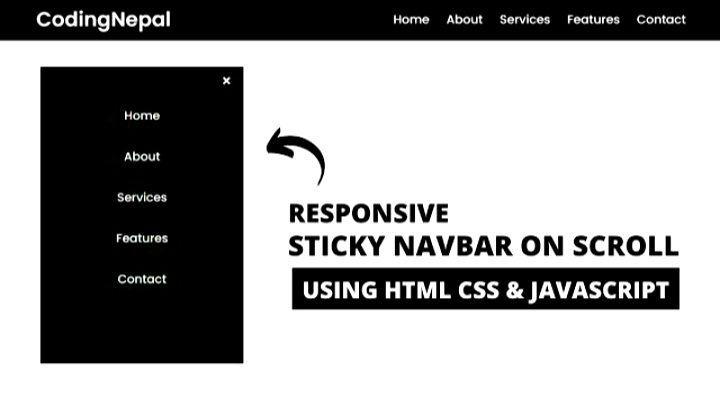 CodingNepal
Home About Services Features Contact
×
Home
About
Services
Features
Contact
RESPONSIVE
STICKY NAVBAR ON SCROLL
USING HTML CSS & JAVASCRIPT